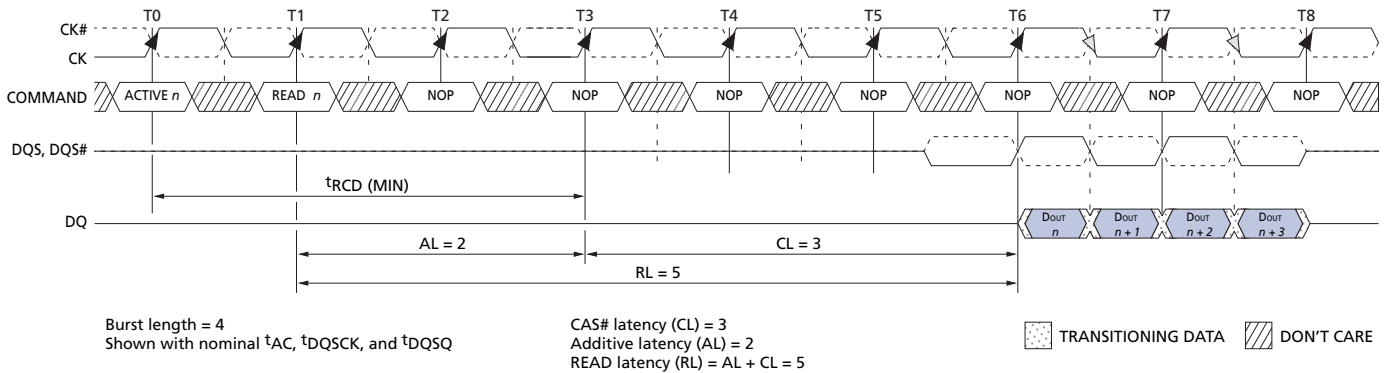 T0 T1 T2 T3 T4 T5 T6 T7 T8
CK#
CK
COMMAND ACTIVE n READ n NOP NOP NOP NOP NOP NOP NOP
DQS, DQS#
tRCD (MIN)
DQ DOUT n DOUT n + 1 DOUT n + 2 DOUT n + 3
AL = 2 CL = 3
RL = 5
Burst length = 4
Shown with nominal tAC, tDQSCK, and tDQSQ
CAS# latency (CL) = 3
Additive latency (AL) = 2
READ latency (RL) = AL + CL = 5
TRANSITIONING DATA DON'T CARE